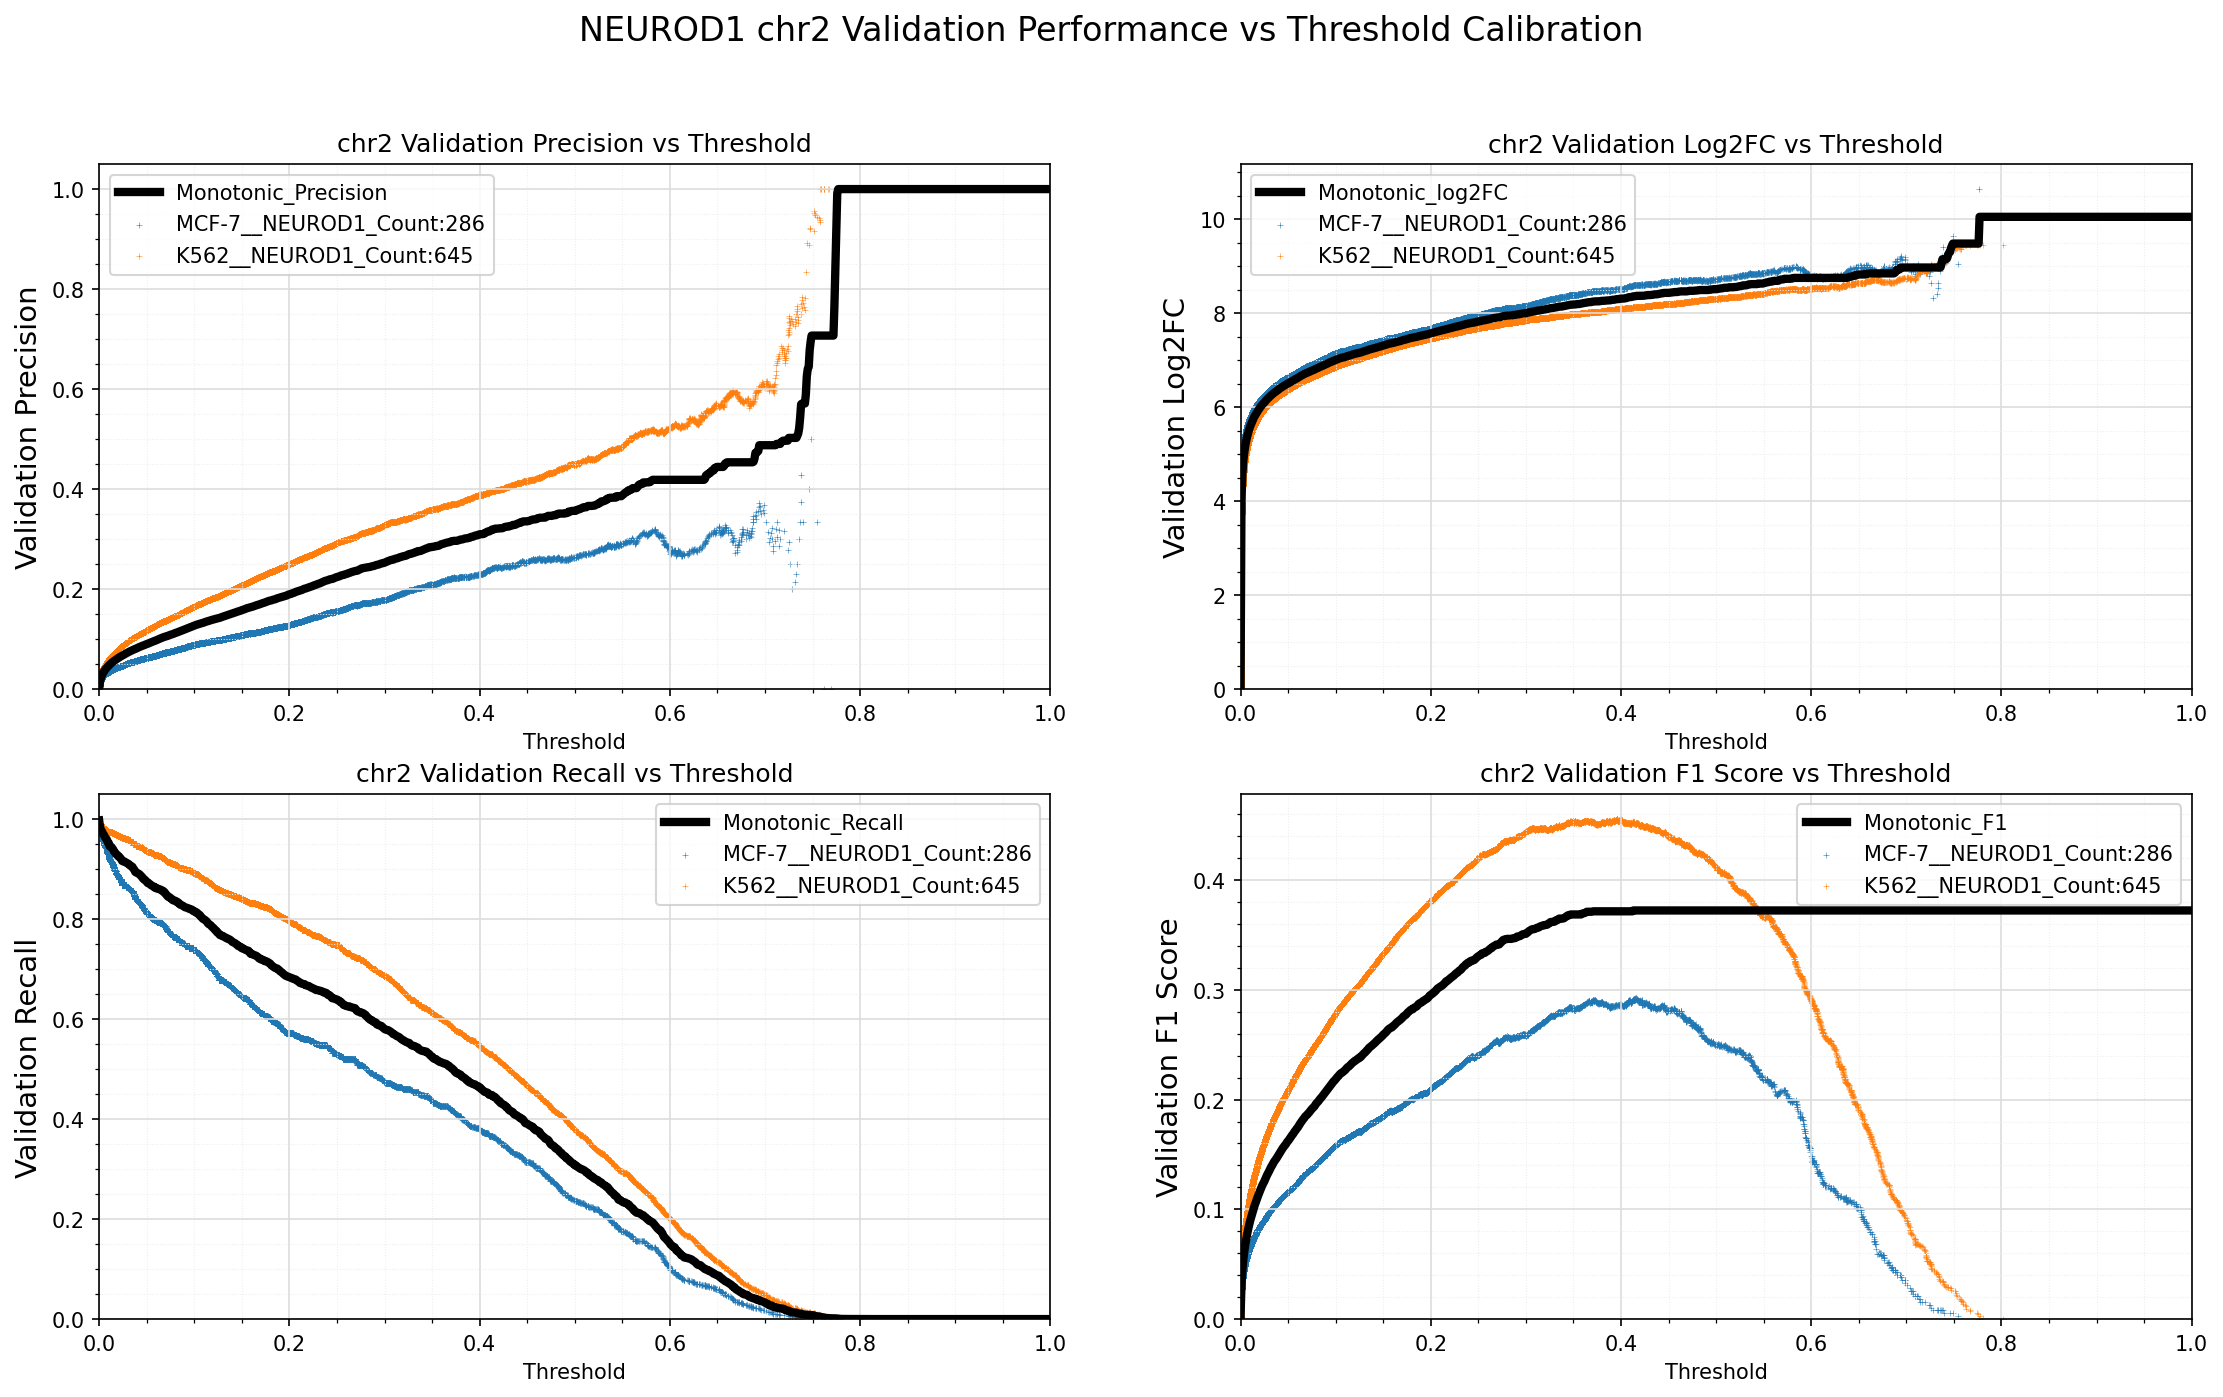 NEUROD1 chr2 Validation Performance vs Threshold Calibration
chr2 Validation Precision vs Threshold
Monotonic_Precision
MCF-7__NEUROD1_Count:286
K562__NEUROD1_Count:645
Validation Precision
1.0
0.8
0.6
0.4
0.2
0.0
0.0 0.2 0.4 0.6 0.8 1.0
Threshold
chr2 Validation Log2FC vs Threshold
Monotonic_log2FC
MCF-7__NEUROD1_Count:286
K562__NEUROD1_Count:645
Validation Log2FC
10
8
6
4
2
0
0.0 0.2 0.4 0.6 0.8 1.0
Threshold
chr2 Validation Recall vs Threshold
Monotonic_Recall
MCF-7__NEUROD1_Count:286
K562__NEUROD1_Count:645
Validation Recall
1.0
0.8
0.6
0.4
0.2
0.0
0.0 0.2 0.4 0.6 0.8 1.0
Threshold
chr2 Validation F1 Score vs Threshold
Monotonic_F1
MCF-7__NEUROD1_Count:286
K562__NEUROD1_Count:645
Validation F1 Score
0.4
0.3
0.2
0.1
0.0
0.0 0.2 0.4 0.6 0.8 1.0
Threshold